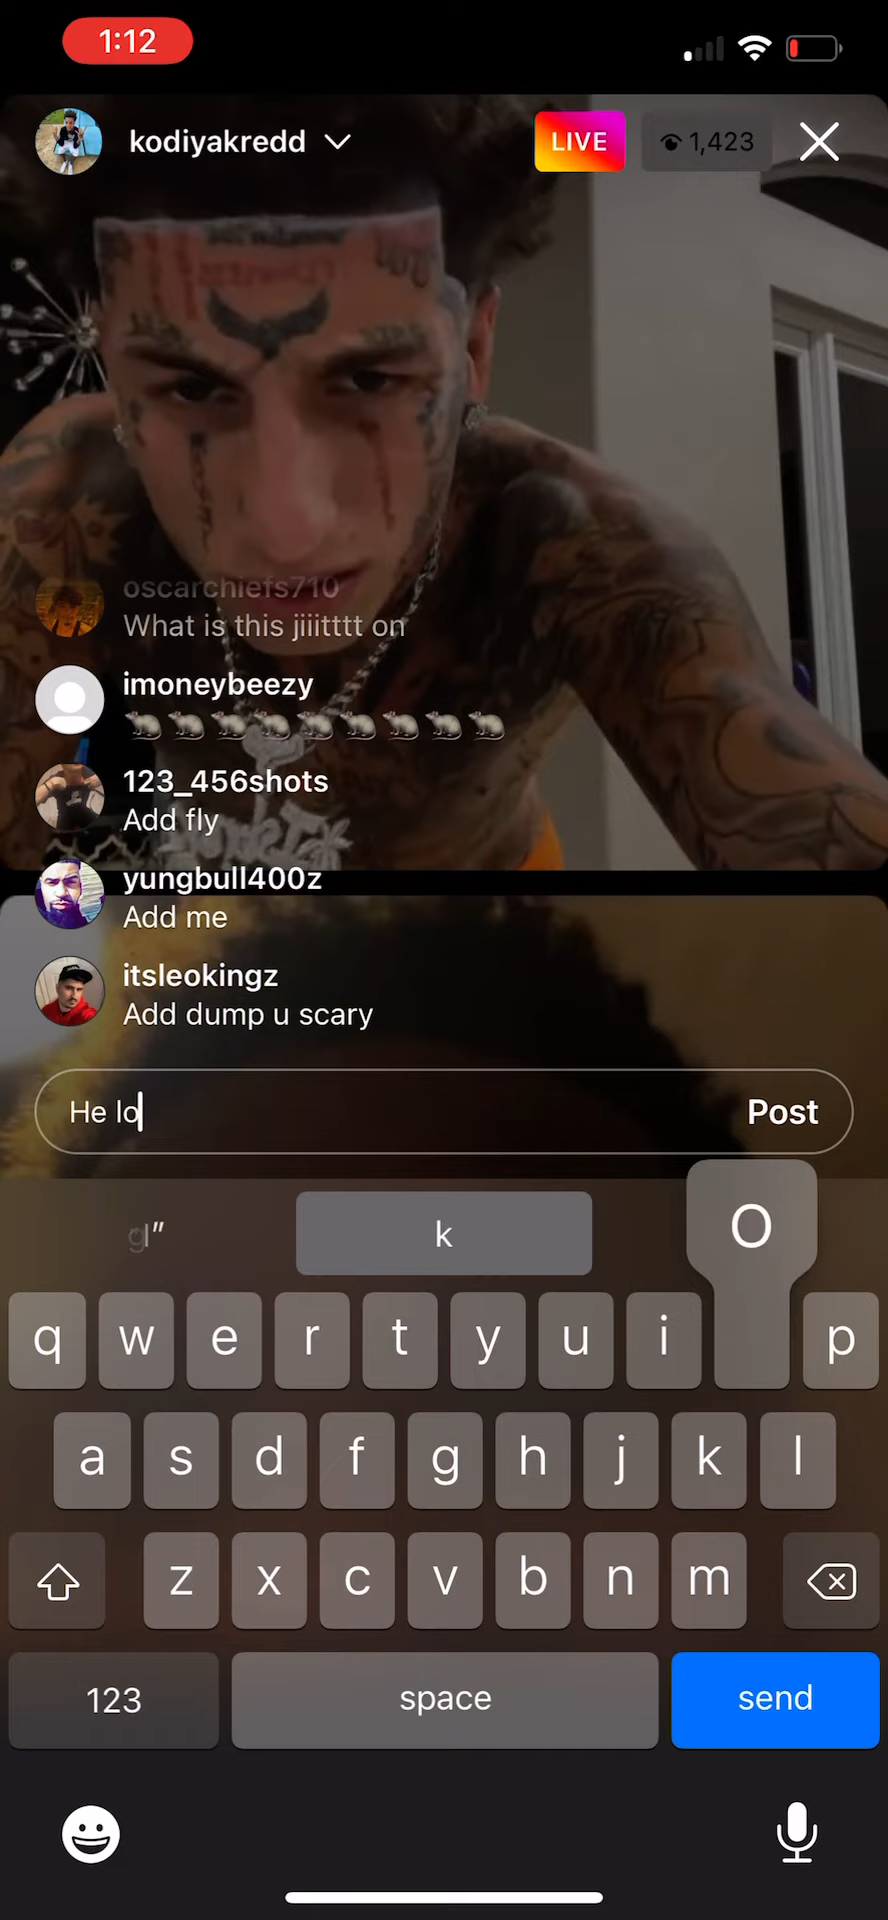 1:12
kodiyakredd
LIVE
1,423
oscarchiefs710
What is this jiiitttt on
imoneybeezy
123_456shots
Add fly
yungbull400z
Add me
itsleokingz
Add dump u scary
He lo
Post
k
O
q w e r t y u i p
a s d f g h j k l
z x c v b n m
123
space
send